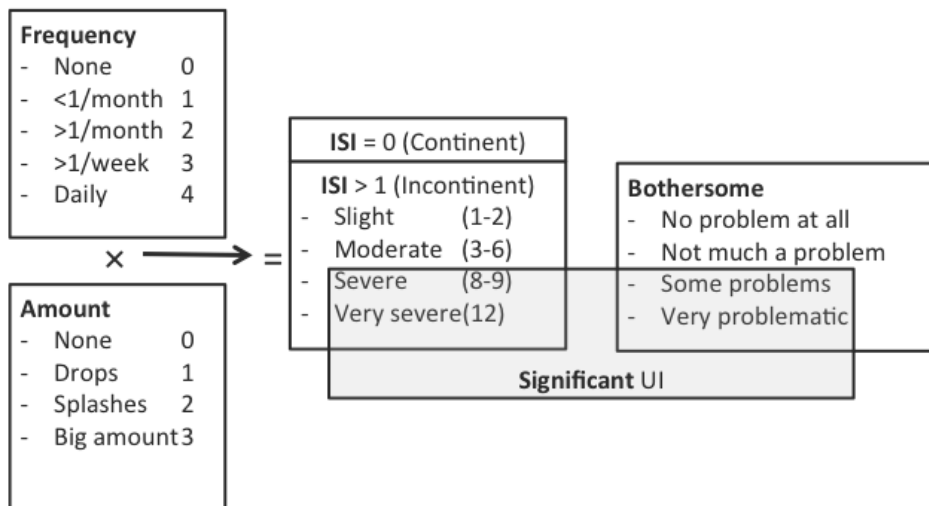 Frequency
- None 0
- <1/month 1
- >1/month 2
- >1/week 3
- Daily 4
×
Amount
- None 0
- Drops 1
- Splashes 2
- Big amount 3
=
ISI = 0 (Continent)
ISI > 1 (Incontinent)
- Slight (1-2)
- Moderate (3-6)
- Severe (8-9)
- Very severe(12)
Bothersome
- No problem at all
- Not much a problem
- Some problems
- Very problematic
Significant UI